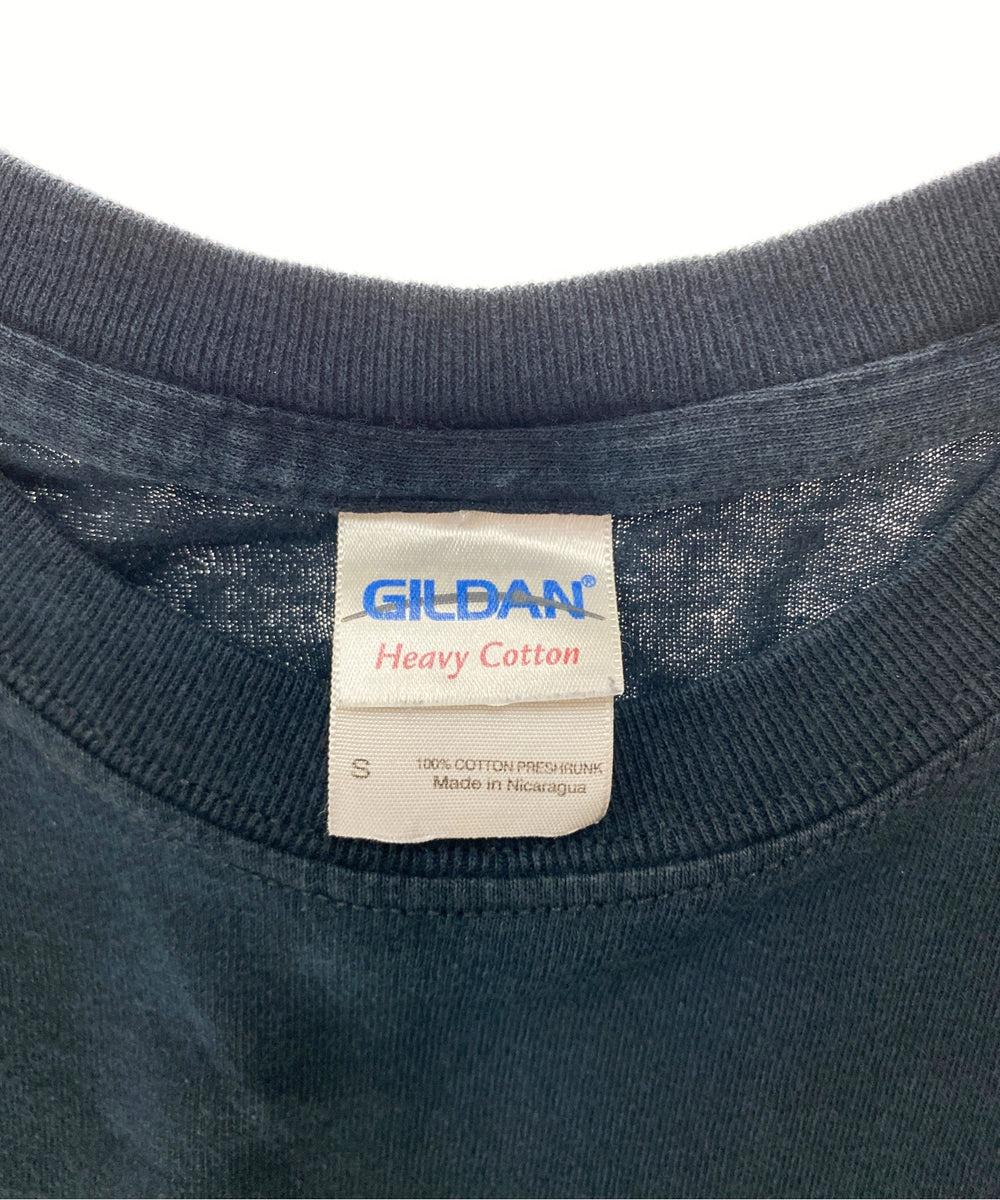 GILDAN®
Heavy Cotton
S
100% COTTON PRESHRUNK
Made in Nicaragua